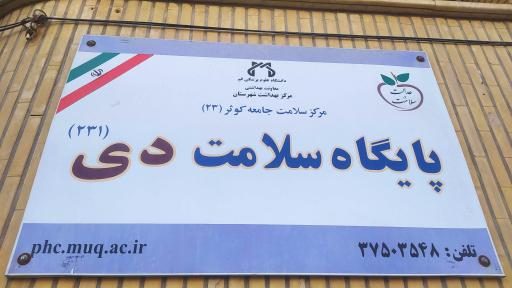 دانشگاه علوم پزشکی قم
معاونت بهداشتی
مرکز بهداشت شهرستان
عدالت
سلامت
مرکز سلامت جامعه کوثر (۲۳)
پایگاه سلامت دی (۲۳۱)
تلفن: ۳۷۵۰۳۵۴۸
phc.muq.ac.ir